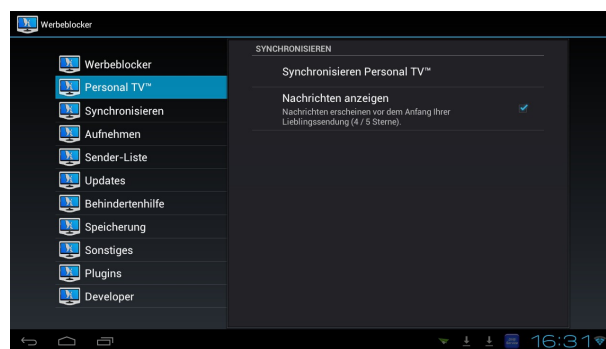 Werbeblocker
Werbeblocker
Personal TV™
Synchronisieren
Aufnehmen
Sender-Liste
Updates
Behindertenhilfe
Speicherung
Sonstiges
Plugins
Developer
SYNCHRONISIEREN
Synchronisieren Personal TV™
Nachrichten anzeigen
Nachrichten erscheinen vor dem Anfang Ihrer
Lieblingssendung (4 / 5 Sterne).
16:31